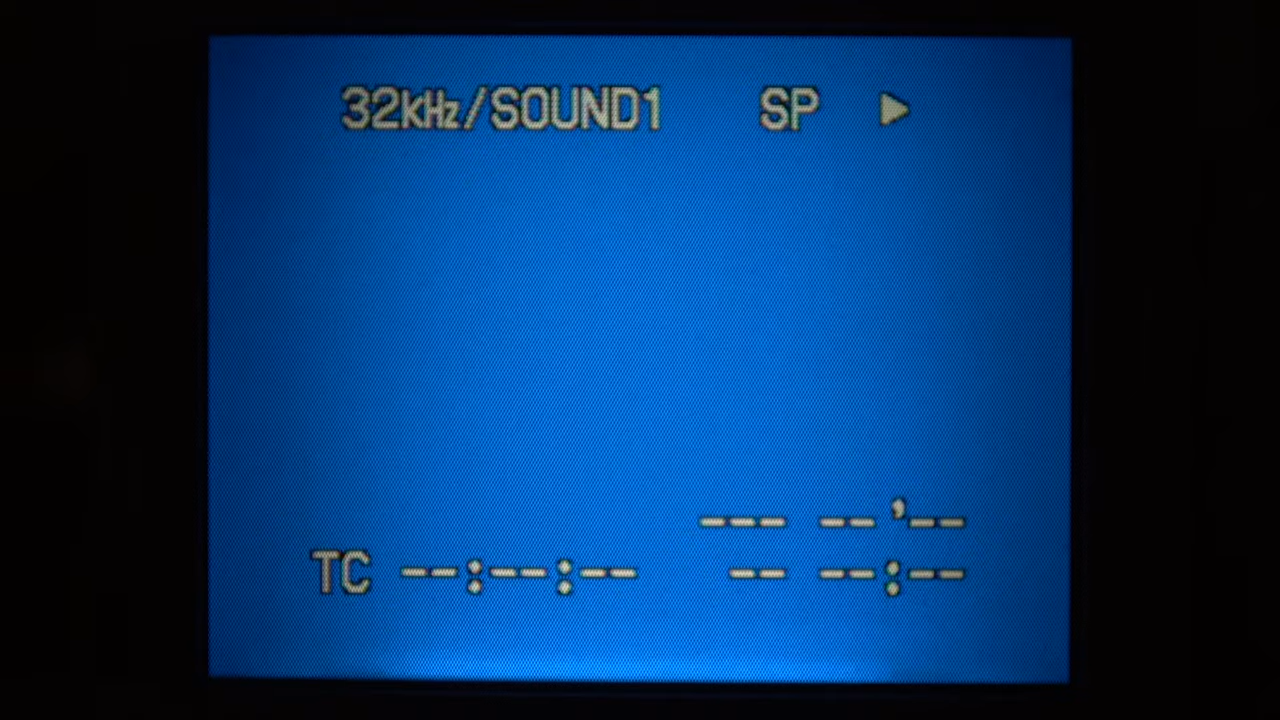 32kHz/SOUND1 SP ▶
--- -- '--
TC --:--:-- -- --:--